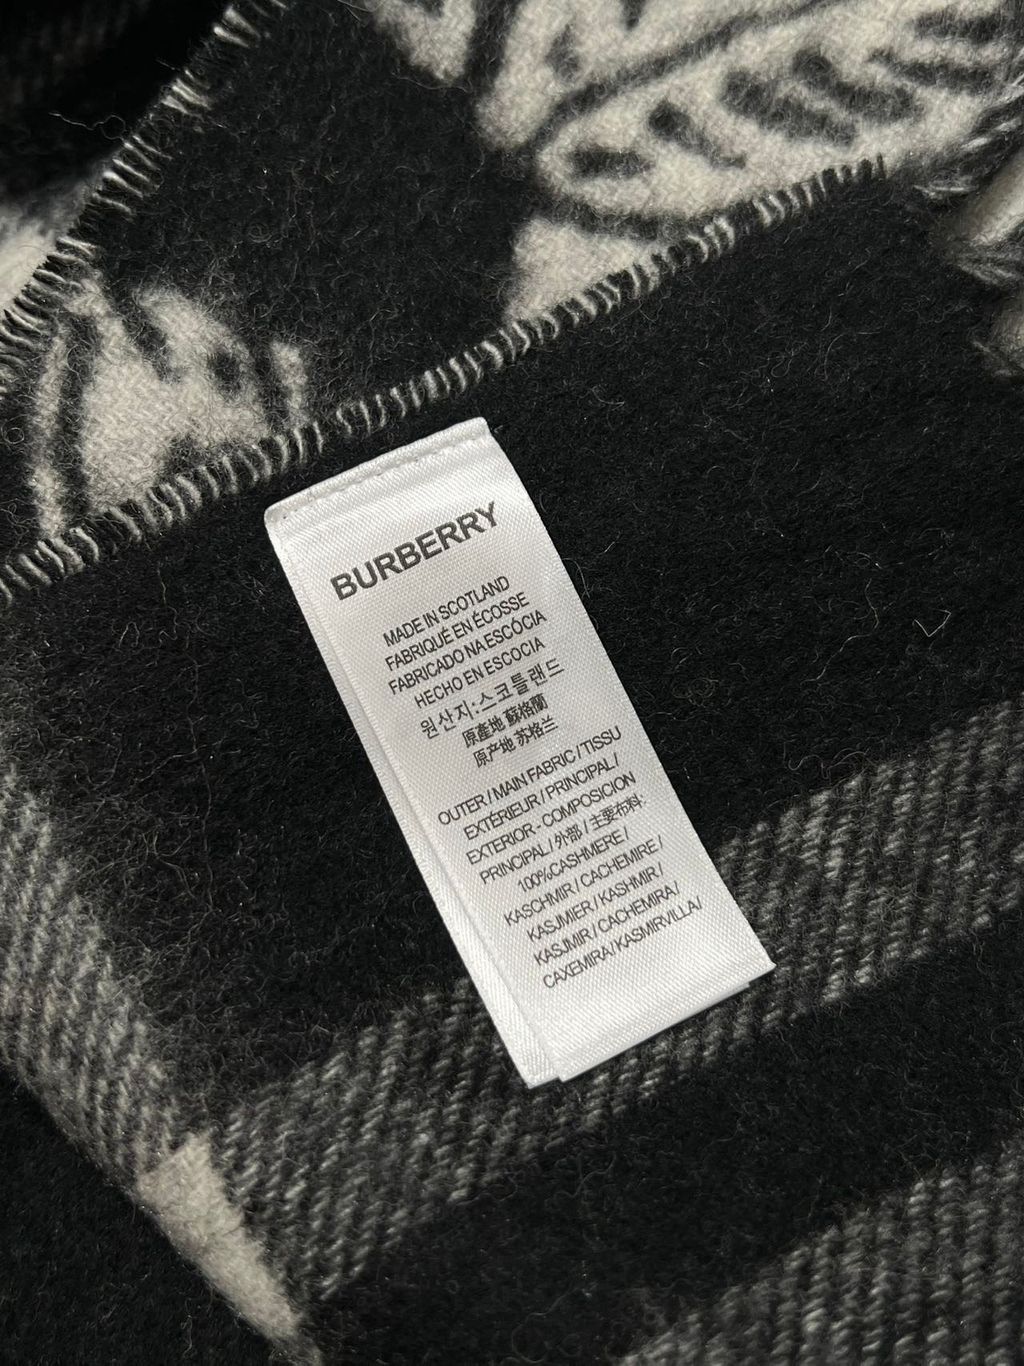 BURBERRY
MADE IN SCOTLAND
FABRIQUÉ EN ÉCOSSE
FABRICADO NA ESCÓCIA
HECHO EN ESCOCIA
원산지:스코틀랜드
原產地 蘇格蘭
原产地 苏格兰
OUTER / MAIN FABRIC / TISSU
EXTÉRIEUR / PRINCIPAL /
EXTERIOR - COMPOSICION
PRINCIPAL / 外部 / 主要布料:
100%CASHMERE /
KASCHMIR / CACHEMIRE /
KASJMIER / KASHMIR /
KASJMIR / CACHEMIRA /
CAXEMIRA / KASMIRVILLA /